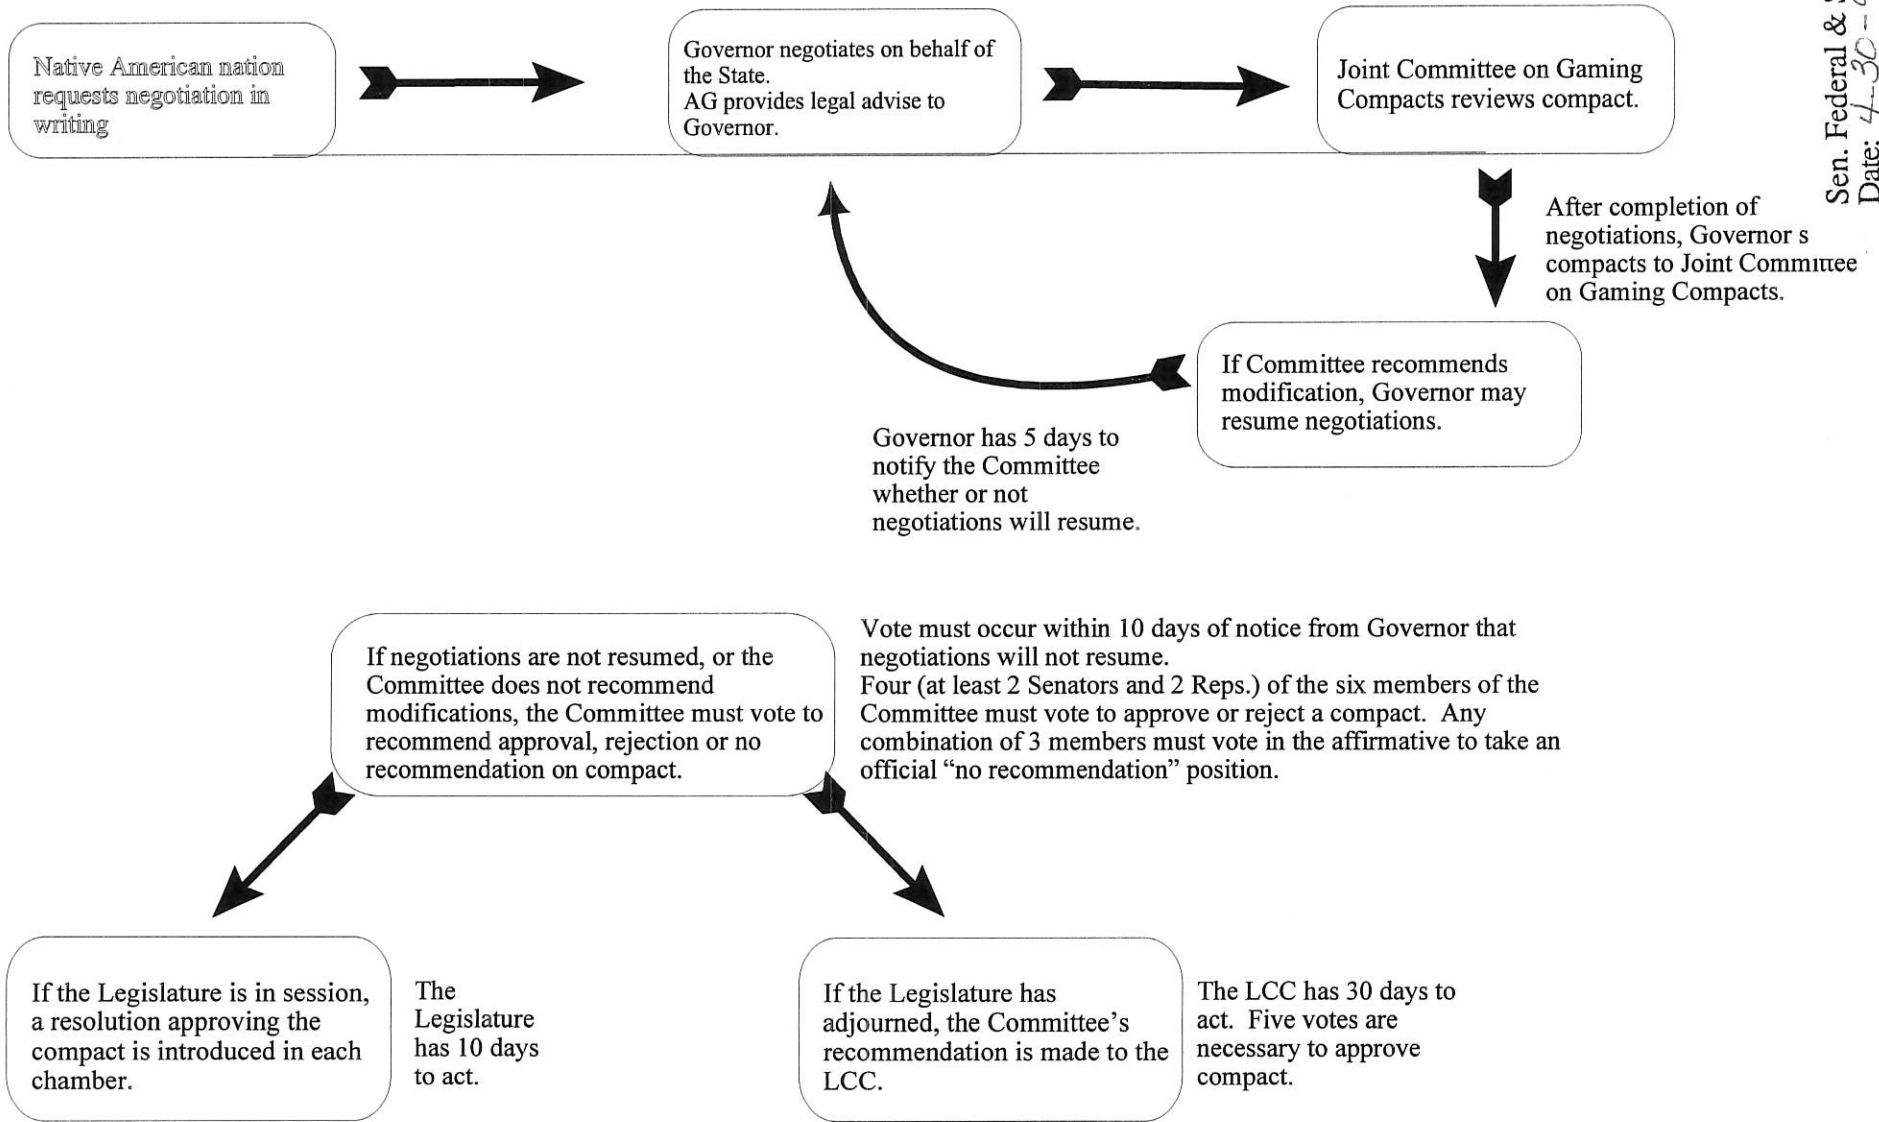 Native American nation
requests negotiation in
writing
Governor negotiates on behalf of
the State.
AG provides legal advise to
Governor.
Joint Committee on Gaming
Compacts reviews compact.
Sen. Federal &
Date: 4-30-
After completion of
negotiations, Governor s
compacts to Joint Committee
on Gaming Compacts.
If Committee recommends
modification, Governor may
resume negotiations.
Governor has 5 days to
notify the Committee
whether or not
negotiations will resume.
If negotiations are not resumed, or the
Committee does not recommend
modifications, the Committee must vote to
recommend approval, rejection or no
recommendation on compact.
Vote must occur within 10 days of notice from Governor that
negotiations will not resume.
Four (at least 2 Senators and 2 Reps.) of the six members of the
Committee must vote to approve or reject a compact. Any
combination of 3 members must vote in the affirmative to take an
official “no recommendation” position.
If the Legislature is in session,
a resolution approving the
compact is introduced in each
chamber.
The
Legislature
has 10 days
to act.
If the Legislature has
adjourned, the Committee’s
recommendation is made to the
LCC.
The LCC has 30 days to
act. Five votes are
necessary to approve
compact.